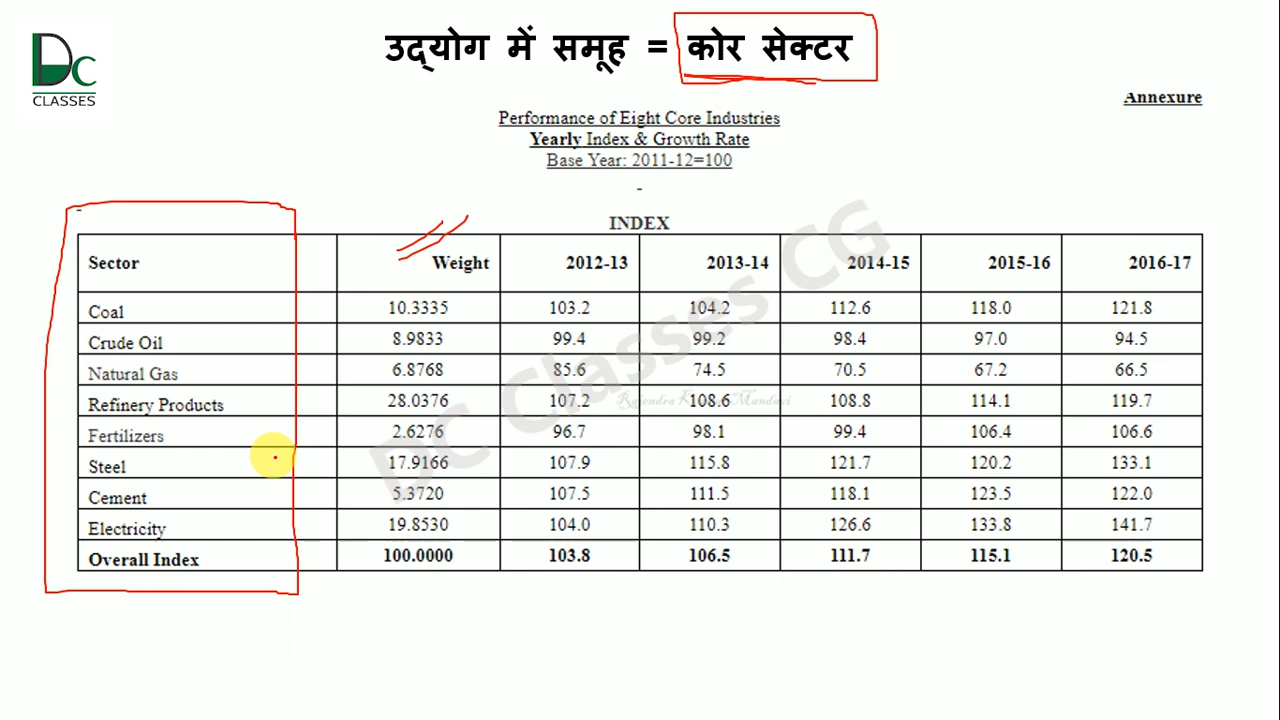 DC
CLASSES
उद्योग में समूह = कोर सेक्टर
Annexure
Performance of Eight Core Industries
Yearly Index & Growth Rate
Base Year: 2011-12=100
-
INDEX
Sector Weight 2012-13 2013-14 2014-15 2015-16 2016-17
Coal 10.3335 103.2 104.2 112.6 118.0 121.8
Crude Oil 8.9833 99.4 99.2 98.4 97.0 94.5
Natural Gas 6.8768 85.6 74.5 70.5 67.2 66.5
Refinery Products 28.0376 107.2 108.6 108.8 114.1 119.7
Fertilizers 2.6276 96.7 98.1 99.4 106.4 106.6
Steel 17.9166 107.9 115.8 121.7 120.2 133.1
Cement 5.3720 107.5 111.5 118.1 123.5 122.0
Electricity 19.8530 104.0 110.3 126.6 133.8 141.7
Overall Index 100.0000 103.8 106.5 111.7 115.1 120.5
DC Classes CG
Rajendra Mandavi